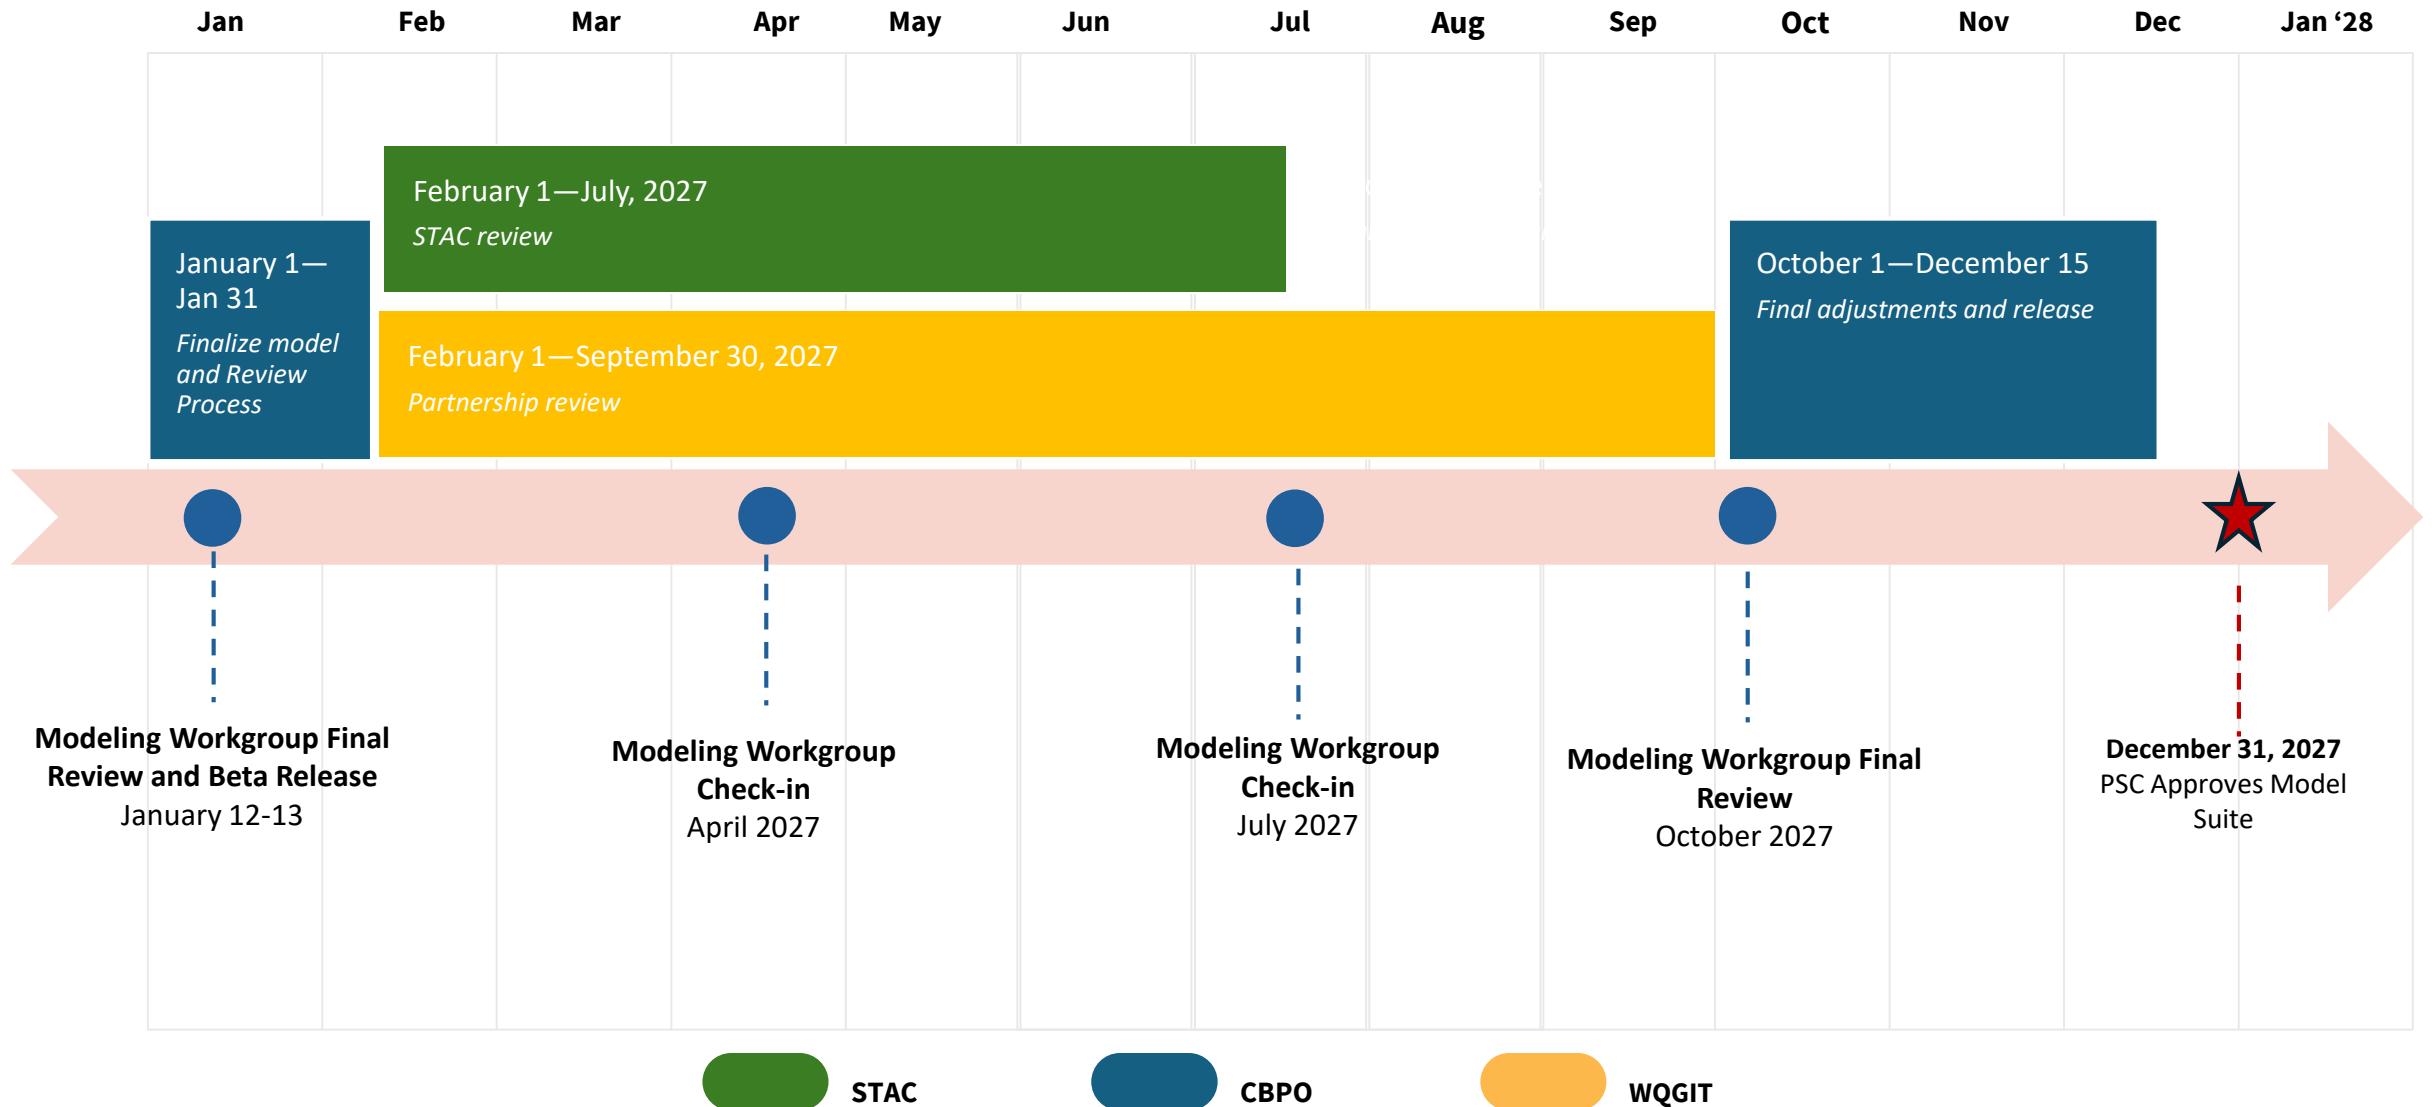 Jan Feb Mar Apr May Jun Jul Aug Sep Oct Nov Dec Jan ‘28
February 1—July, 2027
STAC review
January 1—
Jan 31
Finalize model
and Review
Process
October 1—December 15
Final adjustments and release
February 1—September 30, 2027
Partnership review
Modeling Workgroup Final
Review and Beta Release
January 12-13
Modeling Workgroup
Check-in
April 2027
Modeling Workgroup
Check-in
July 2027
Modeling Workgroup Final
Review
October 2027
December 31, 2027
PSC Approves Model
Suite
STAC
CBPO
WQGIT